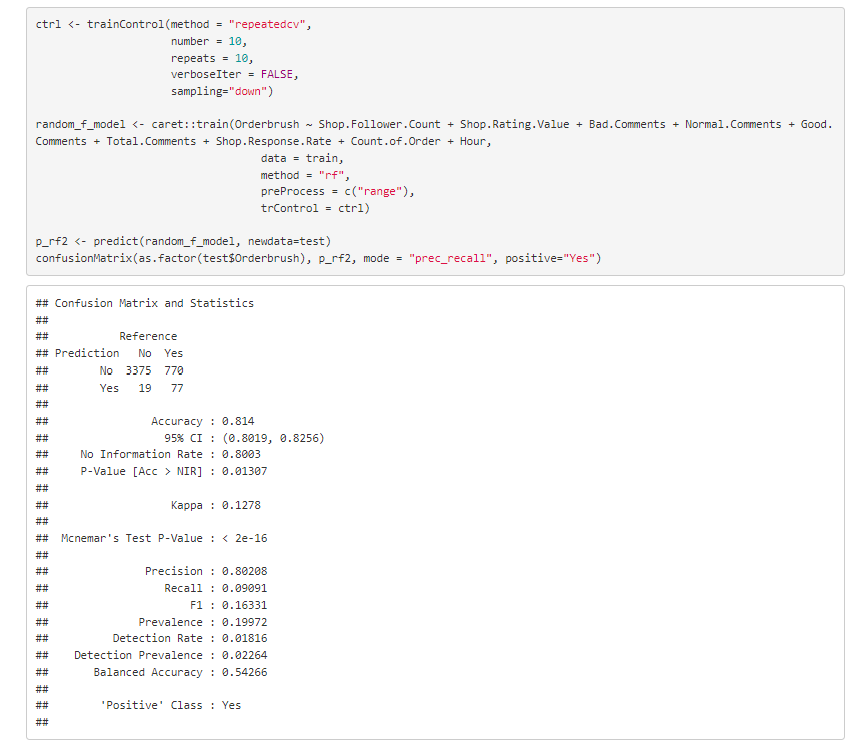 ctrl <- trainControl(method = "repeatedcv",
                     number = 10,
                     repeats = 10,
                     verboseIter = FALSE,
                     sampling="down")

random_f_model <- caret::train(Orderbrush ~ Shop.Follower.Count + Shop.Rating.Value + Bad.Comments + Normal.Comments + Good.
Comments + Total.Comments + Shop.Response.Rate + Count.of.Order + Hour,
                               data = train,
                               method = "rf",
                               preProcess = c("range"),
                               trControl = ctrl)

p_rf2 <- predict(random_f_model, newdata=test)
confusionMatrix(as.factor(test$Orderbrush), p_rf2, mode = "prec_recall", positive="Yes")

## Confusion Matrix and Statistics
##
##           Reference
## Prediction   No  Yes
##        No  3375  770
##        Yes   19   77
##
##                Accuracy : 0.814
##                  95% CI : (0.8019, 0.8256)
##     No Information Rate : 0.8003
##     P-Value [Acc > NIR] : 0.01307
##
##                   Kappa : 0.1278
##
##  Mcnemar's Test P-Value : < 2e-16
##
##               Precision : 0.80208
##                  Recall : 0.09091
##                      F1 : 0.16331
##              Prevalence : 0.19972
##          Detection Rate : 0.01816
##    Detection Prevalence : 0.02264
##       Balanced Accuracy : 0.54266
##
##        'Positive' Class : Yes
##